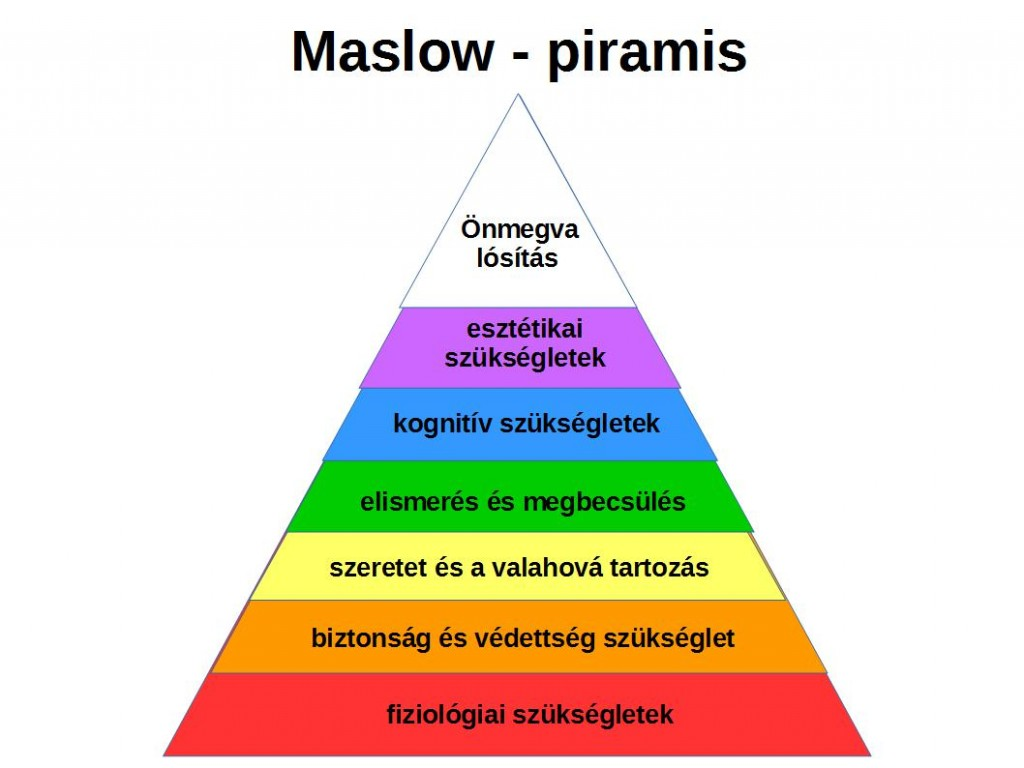 Maslow - piramis
Önmegva
lósítás
esztétikai
szükségletek
kognitív szükségletek
elismerés és megbecsülés
szeretet és a valahová tartozás
biztonság és védettség szükséglet
fiziológiai szükségletek